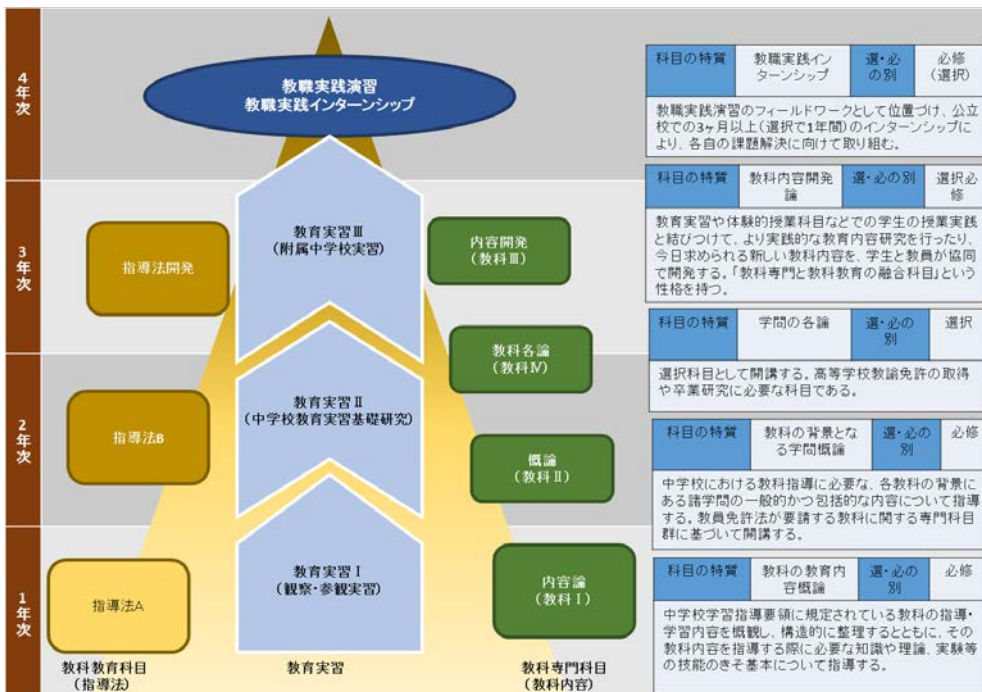 4年次
3年次
2年次
1年次
教職実践演習
教職実践インターンシップ
教育実習Ⅲ
(附属中学校実習)
指導法開発
内容開発
(教科Ⅲ)
教科各論
(教科Ⅳ)
教育実習Ⅱ
(中学校教育実習基礎研究)
指導法B
概論
(教科Ⅱ)
教育実習Ⅰ
(観察・参観実習)
指導法A
内容論
(教科Ⅰ)
教科教育科目
(指導法)
教育実習
教科専門科目
(教科内容)
科目の特質
教職実践イン
ターンシップ
選・必
の別
必修
(選択)
教職実践演習のフィールドワークとして位置づけ、公立
校での3ヶ月以上(選択で1年間)のインターンシップに
より、各自の課題解決に向けて取り組む。
科目の特質
教科内容開発
論
選・必の別
選択必
修
教育実習や体験的授業科目などでの学生の授業実践
と結びつけて、より実践的な教育内容研究を行ったり、
今日求められる新しい教科内容を、学生と教員が協同
で開発する。「教科専門と教科教育の融合科目」という
性格を持つ。
科目の特質
学問の各論
選・必の
別
選択
選択科目として開講する。高等学校教諭免許の取得
や卒業研究に必要な科目である。
科目の特質
教科の背景とな
る学問概論
選・必の
別
必修
中学校における教科指導に必要な、各教科の背景に
ある諸学問の一般的かつ包括的な内容について指導
する。教員免許法が要請する教科に関する専門科目
群に基づいて開講する。
科目の特質
教科の教育内
容概論
選・必の
別
必修
中学校学習指導要領に規定されている教科の指導・
学習内容を概観し、構造的に整理するとともに、その
教科内容を指導する際に必要な知識や理論、実験等
の技能のきそ基本について指導する。